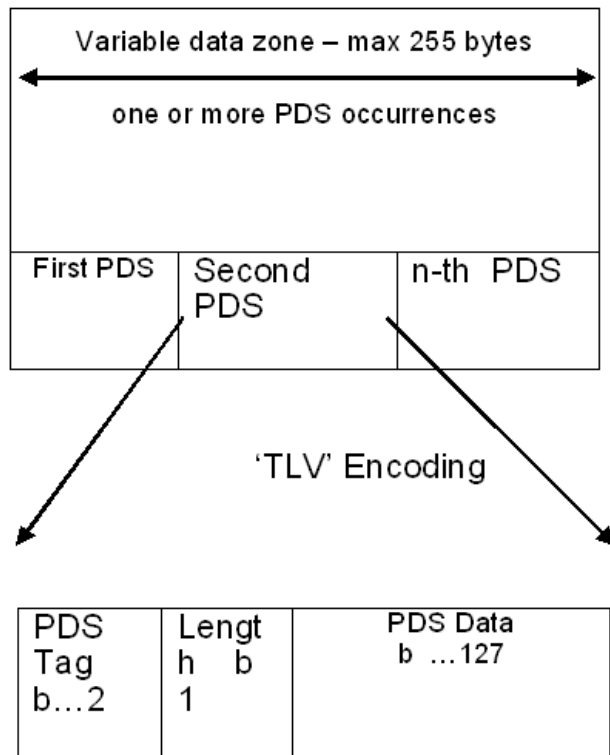 Variable data zone – max 255 bytes
one or more PDS occurrences
First PDS
Second
PDS
n-th PDS
‘TLV’ Encoding
PDS
Tag
b…2
Lengt
h b
1
PDS Data
b …127